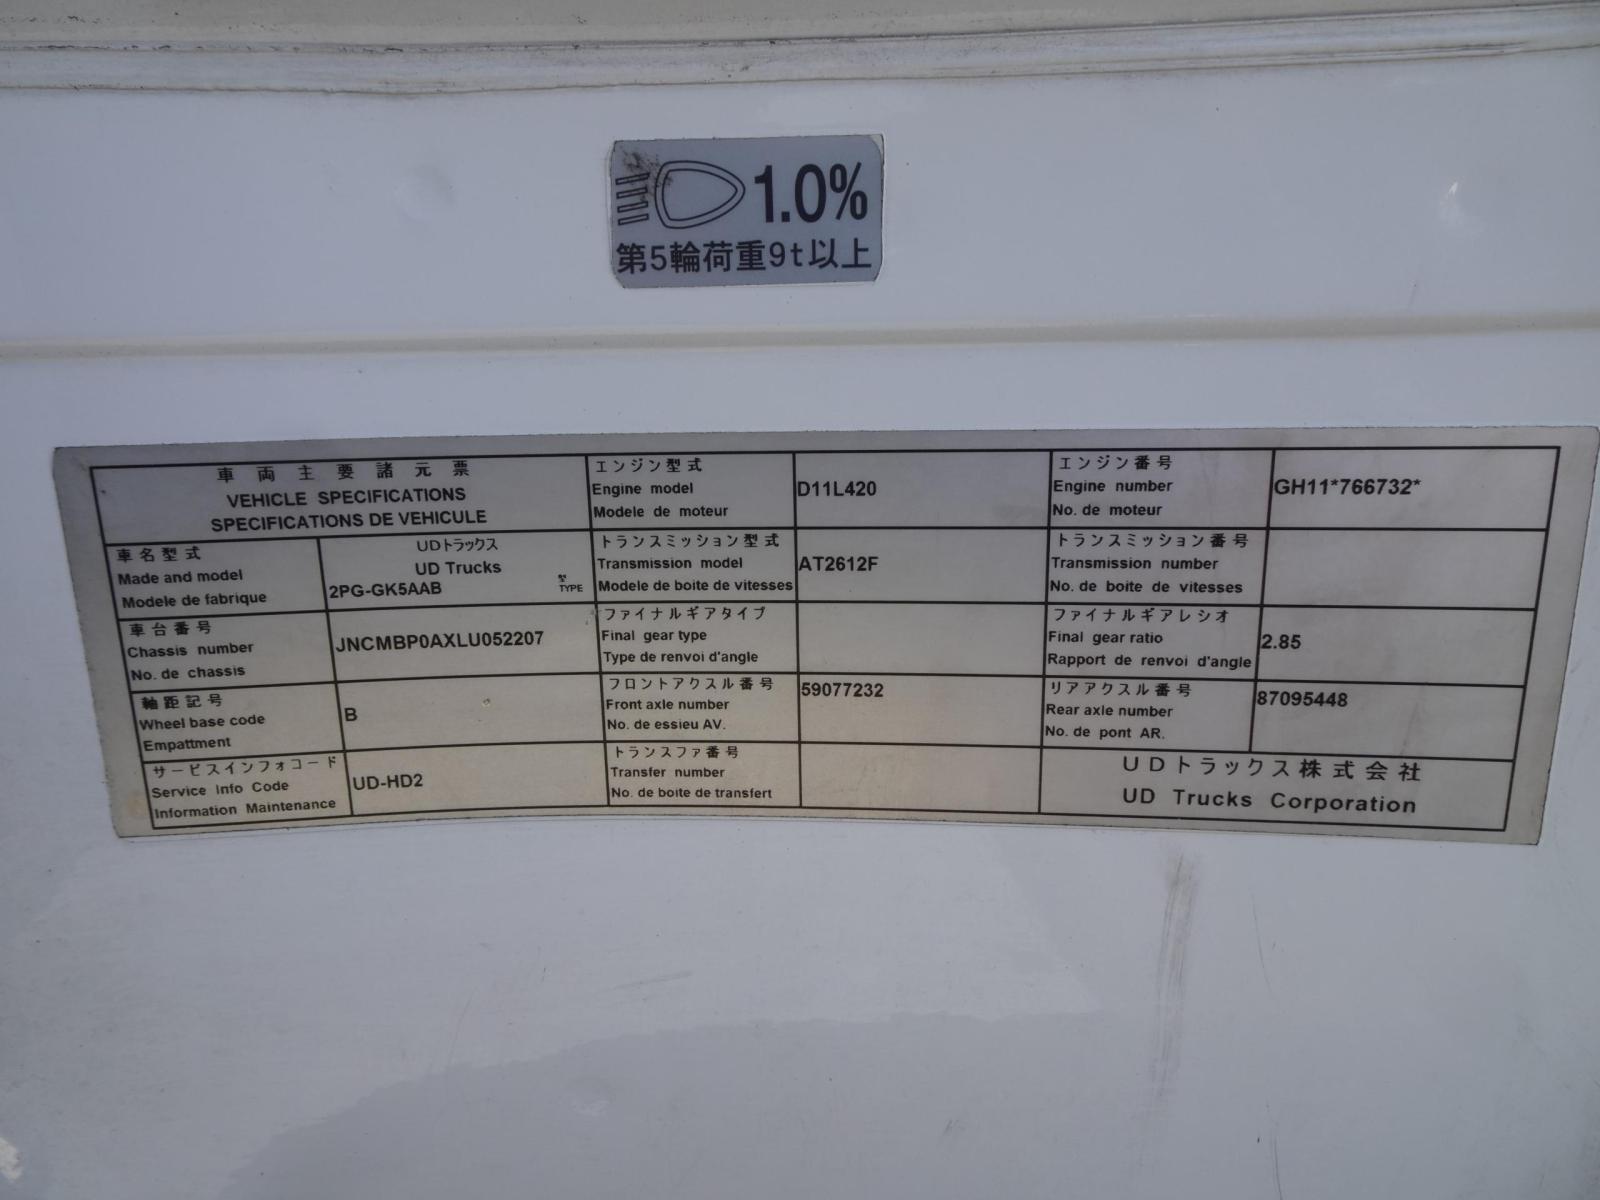 1.0%
第5輪荷重9t以上
車両主要諸元票
VEHICLE SPECIFICATIONS
SPECIFICATIONS DE VEHICULE
車名型式
Made and model
Modele de fabrique
UDトラックス
UD Trucks
2PG-GK5AAB
型
TYPE
車台番号
Chassis number
No. de chassis
JNCMBP0AXLU052207
軸距記号
Wheel base code
Empattment
B
サービスインフォコード
Service Info Code
Information Maintenance
UD-HD2
エンジン型式
Engine model
Modele de moteur
D11L420
トランスミッション型式
Transmission model
Modele de boite de vitesses
AT2612F
ファイナルギアタイプ
Final gear type
Type de renvoi d'angle
フロントアクスル番号
Front axle number
No. de essieu AV.
59077232
トランスファ番号
Transfer number
No. de boite de transfert
エンジン番号
Engine number
No. de moteur
GH11*766732*
トランスミッション番号
Transmission number
No. de boite de vitesses
ファイナルギアレシオ
Final gear ratio
Rapport de renvoi d'angle
2.85
リアアクスル番号
Rear axle number
No. de pont AR.
87095448
UDトラックス株式会社
UD Trucks Corporation